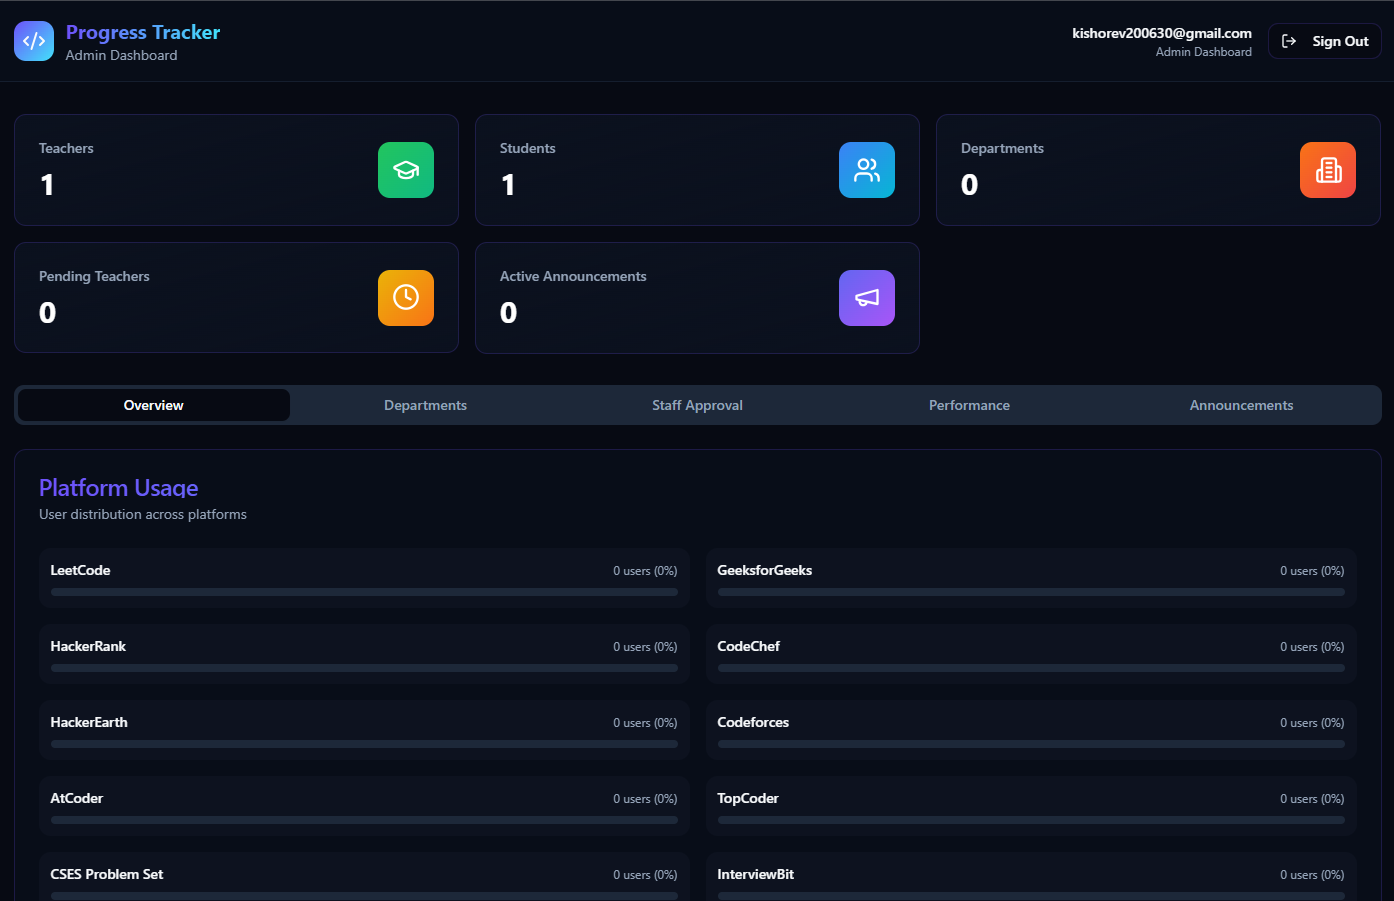 Progress Tracker
Admin Dashboard
kishorev200630@gmail.com
Admin Dashboard
Sign Out
Teachers
1
Students
1
Departments
0
Pending Teachers
0
Active Announcements
0
Overview
Departments
Staff Approval
Performance
Announcements
Platform Usage
User distribution across platforms
LeetCode
0 users (0%)
GeeksforGeeks
0 users (0%)
HackerRank
0 users (0%)
CodeChef
0 users (0%)
HackerEarth
0 users (0%)
Codeforces
0 users (0%)
AtCoder
0 users (0%)
TopCoder
0 users (0%)
CSES Problem Set
0 users (0%)
InterviewBit
0 users (0%)